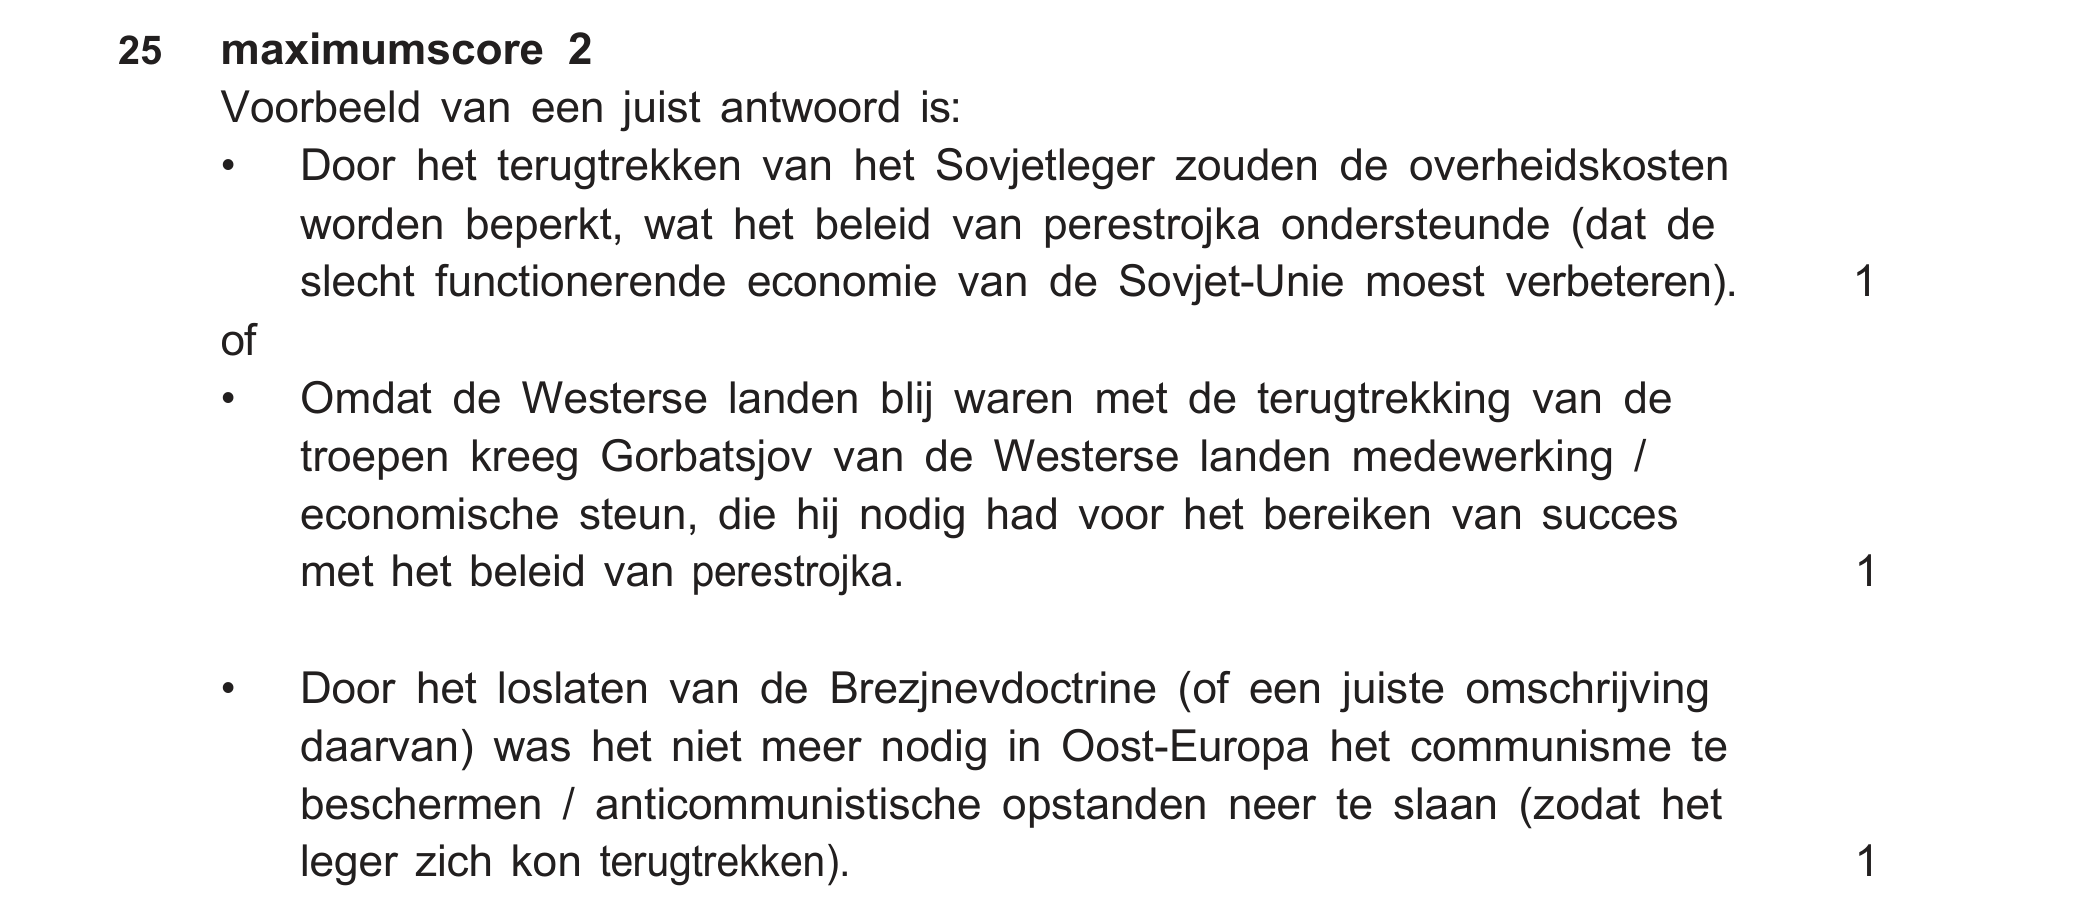 25 maximumscore 2
Voorbeeld van een juist antwoord is:
• Door het terugtrekken van het Sovjetleger zouden de overheidskosten
worden beperkt, wat het beleid van perestrojka ondersteunde (dat de
slecht functionerende economie van de Sovjet-Unie moest verbeteren). 1
of
• Omdat de Westerse landen blij waren met de terugtrekking van de
troepen kreeg Gorbatsjov van de Westerse landen medewerking /
economische steun, die hij nodig had voor het bereiken van succes
met het beleid van perestrojka. 1
• Door het loslaten van de Brezjnevdoctrine (of een juiste omschrijving
daarvan) was het niet meer nodig in Oost-Europa het communisme te
beschermen / anticommunistische opstanden neer te slaan (zodat het
leger zich kon terugtrekken). 1